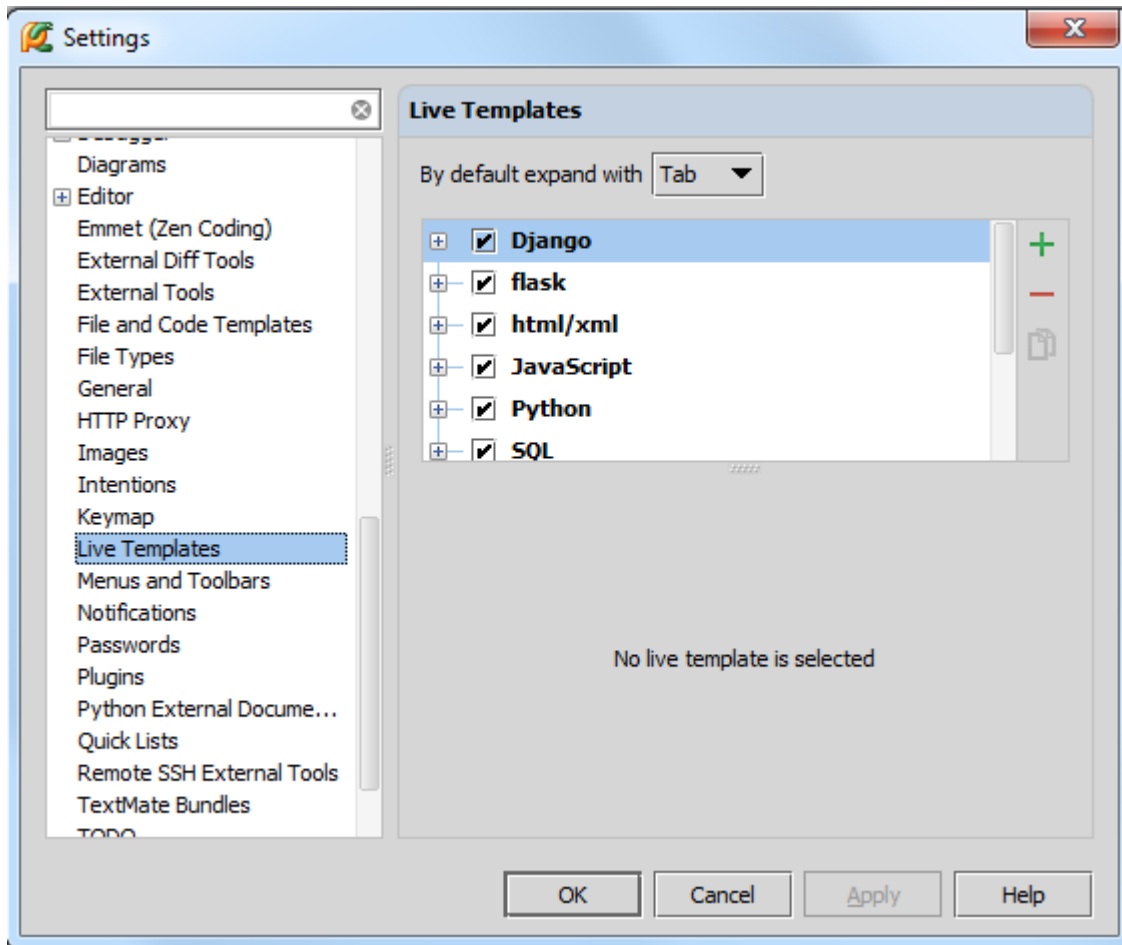 Settings
Diagrams
Editor
Emmet (Zen Coding)
External Diff Tools
External Tools
File and Code Templates
File Types
General
HTTP Proxy
Images
Intentions
Keymap
Live Templates
Menus and Toolbars
Notifications
Passwords
Plugins
Python External Docume...
Quick Lists
Remote SSH External Tools
TextMate Bundles
TODO
Live Templates
By default expand with Tab
Django
flask
html/xml
JavaScript
Python
SQL
No live template is selected
OK Cancel Apply Help